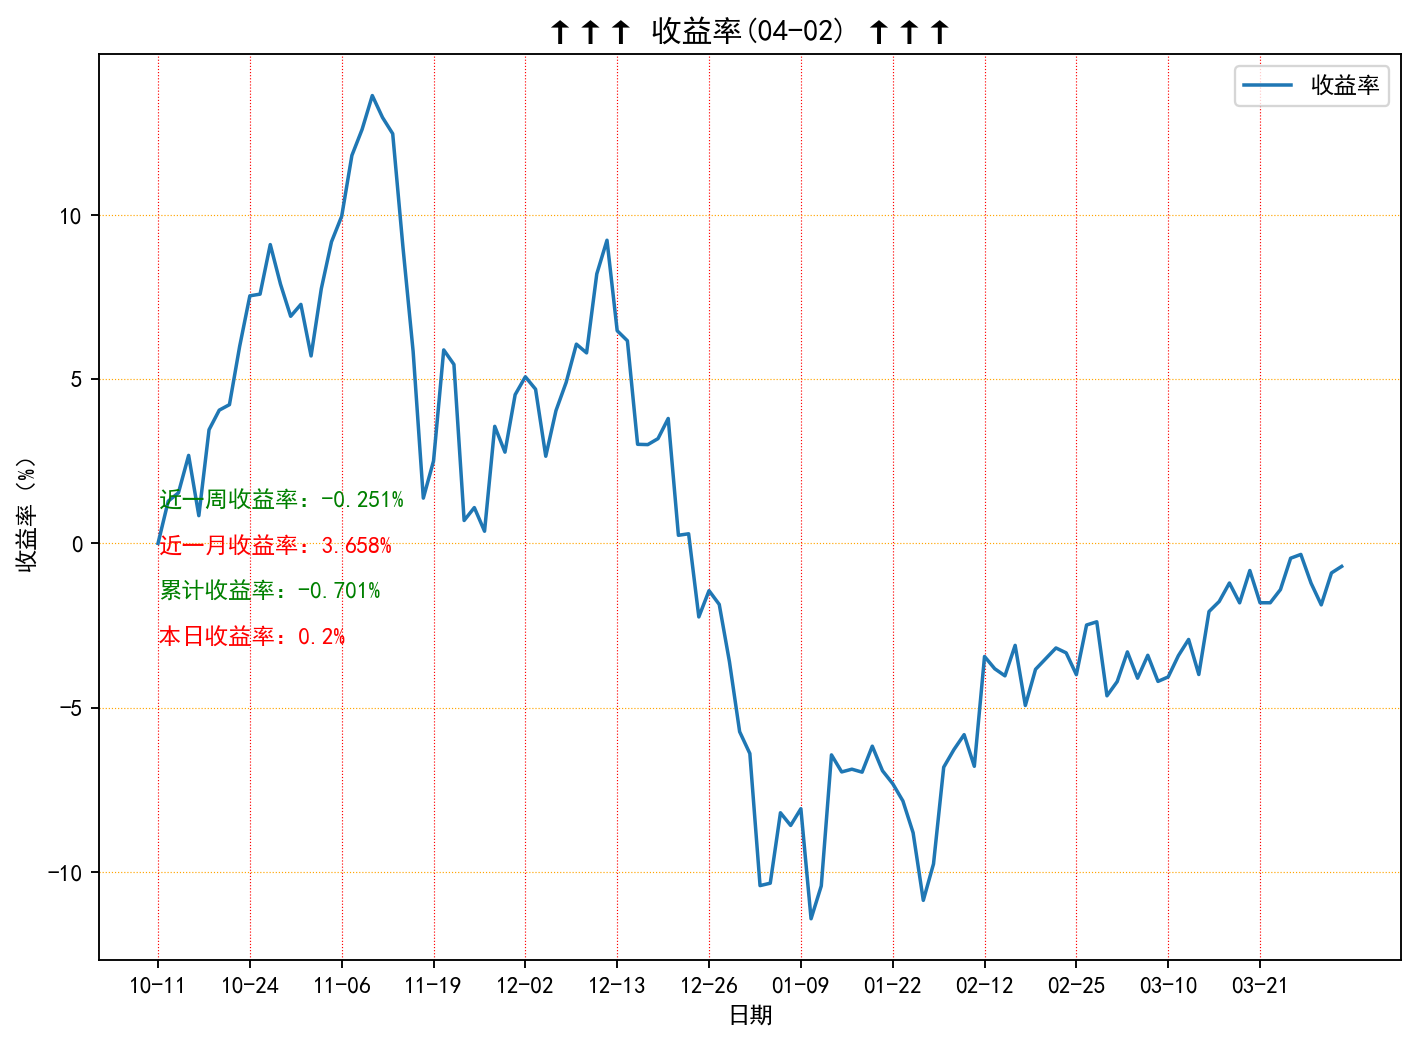 ↑↑↑ 收益率(04-02) ↑↑↑
收益率
10
5
0
-5
-10
收益率（%）
近一周收益率：-0.251%
近一月收益率：3.658%
累计收益率：-0.701%
本日收益率：0.2%
10-11 10-24 11-06 11-19 12-02 12-13 12-26 01-09 01-22 02-12 02-25 03-10 03-21
日期